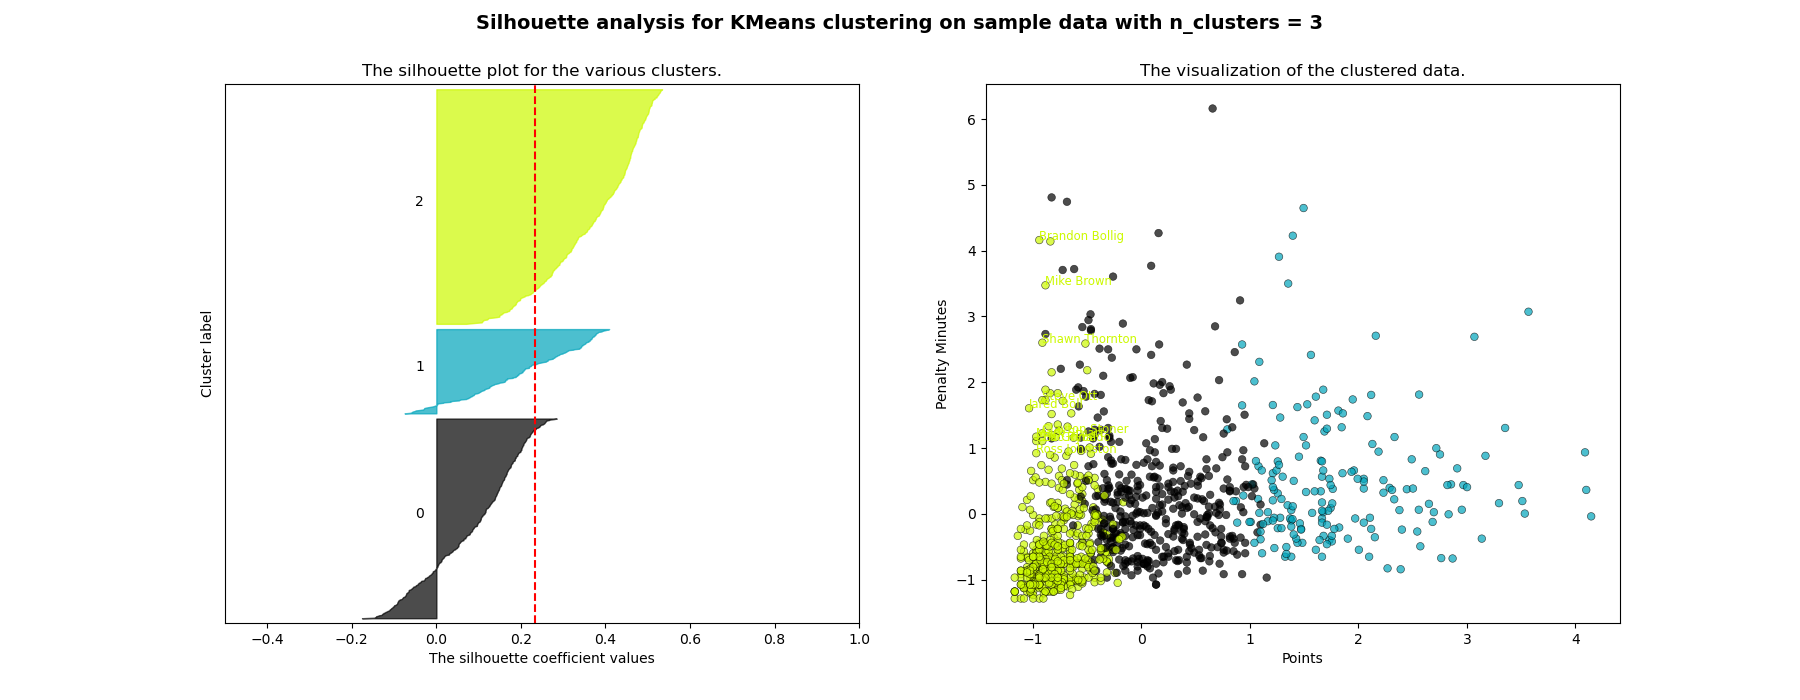 Silhouette analysis for KMeans clustering on sample data with n_clusters = 3
The silhouette plot for the various clusters.
Cluster label
2
1
0
−0.4 −0.2 0.0 0.2 0.4 0.6 0.8 1.0
The silhouette coefficient values
The visualization of the clustered data.
Penalty Minutes
6
5
4
3
2
1
0
−1
Brandon Bollig
Mike Brown
Shawn Thornton
−1 0 1 2 3 4
Points